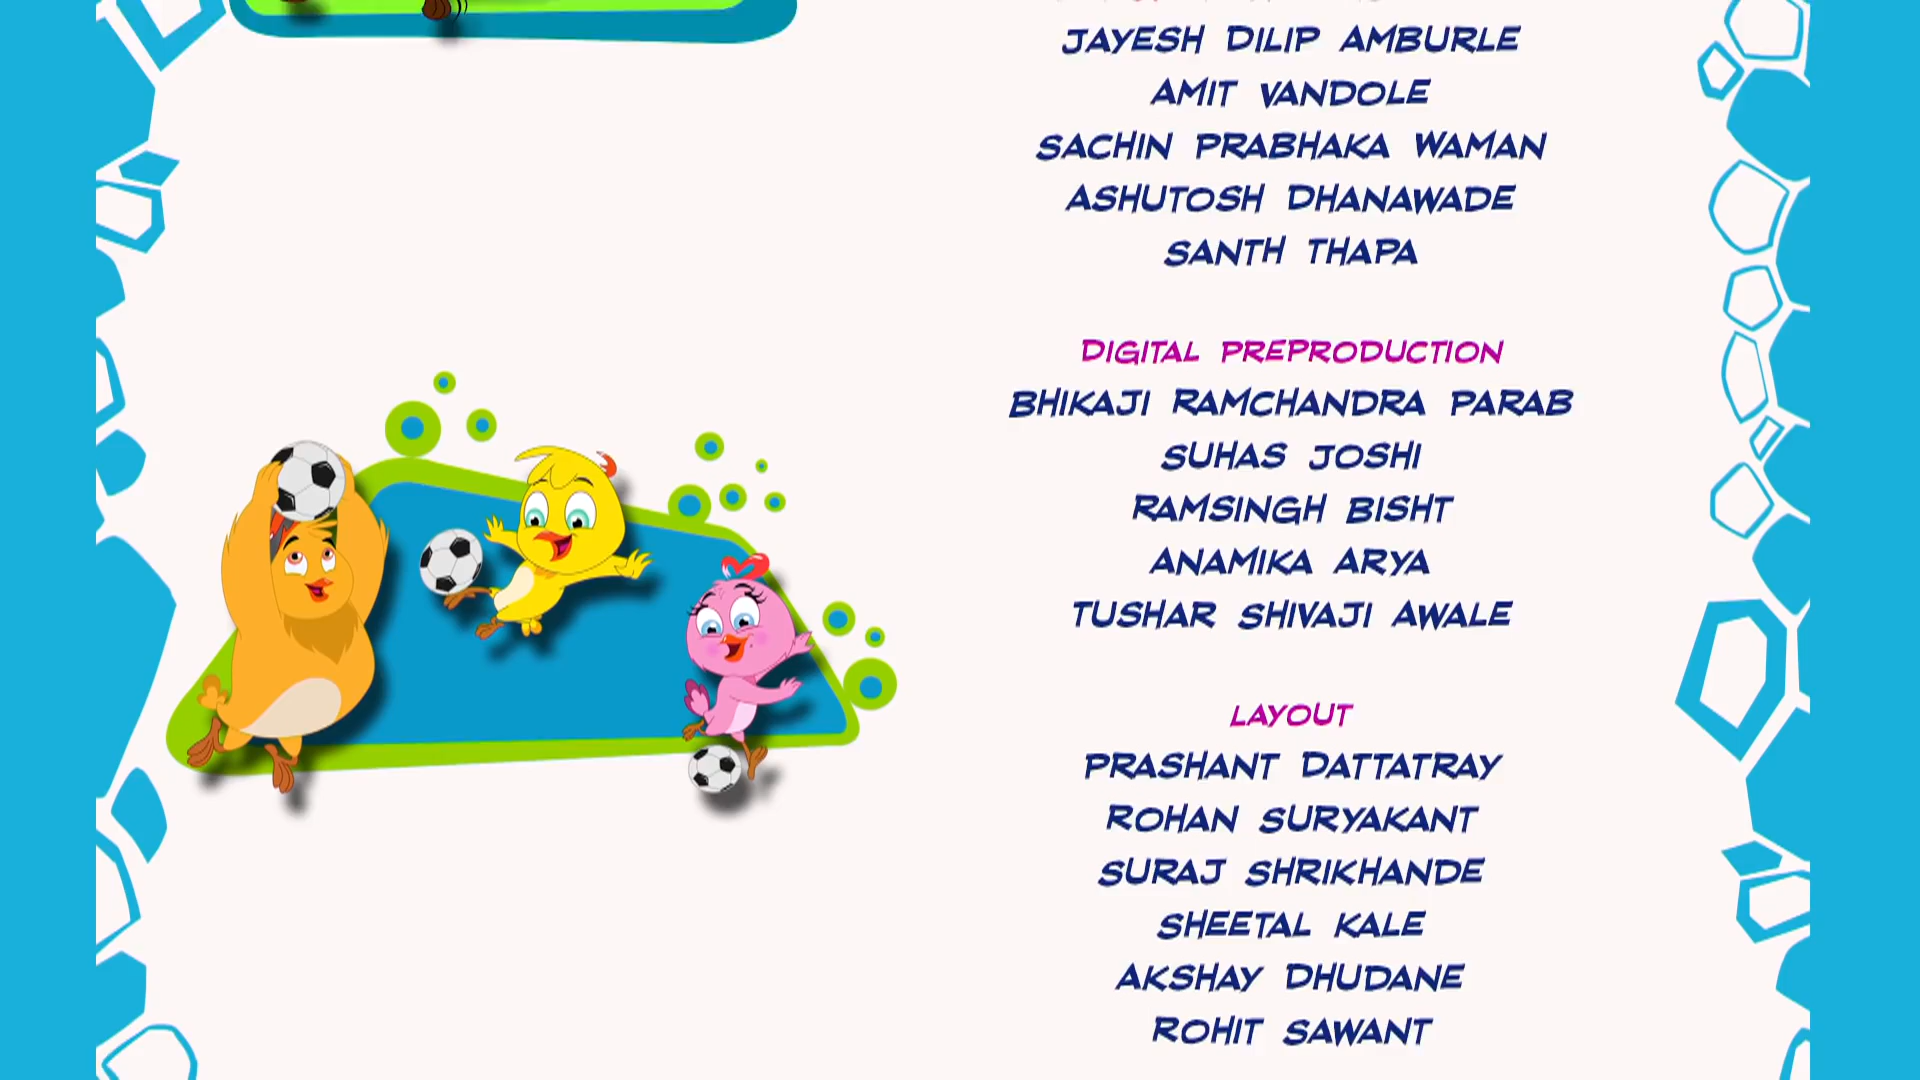 JAYESH DILIP AMBURLE
AMIT VANDOLE
SACHIN PRABHAKA WAMAN
ASHUTOSH DHANAWADE
SANTH THAPA
DIGITAL PREPRODUCTION
BHIKAJI RAMCHANDRA PARAB
SUHAS JOSHI
RAMSINGH BISHT
ANAMIKA ARYA
TUSHAR SHIVAJI AWALE
LAYOUT
PRASHANT DATTATRAY
ROHAN SURYAKANT
SURAJ SHRIKHANDE
SHEETAL KALE
AKSHAY DHUDANE
ROHIT SAWANT